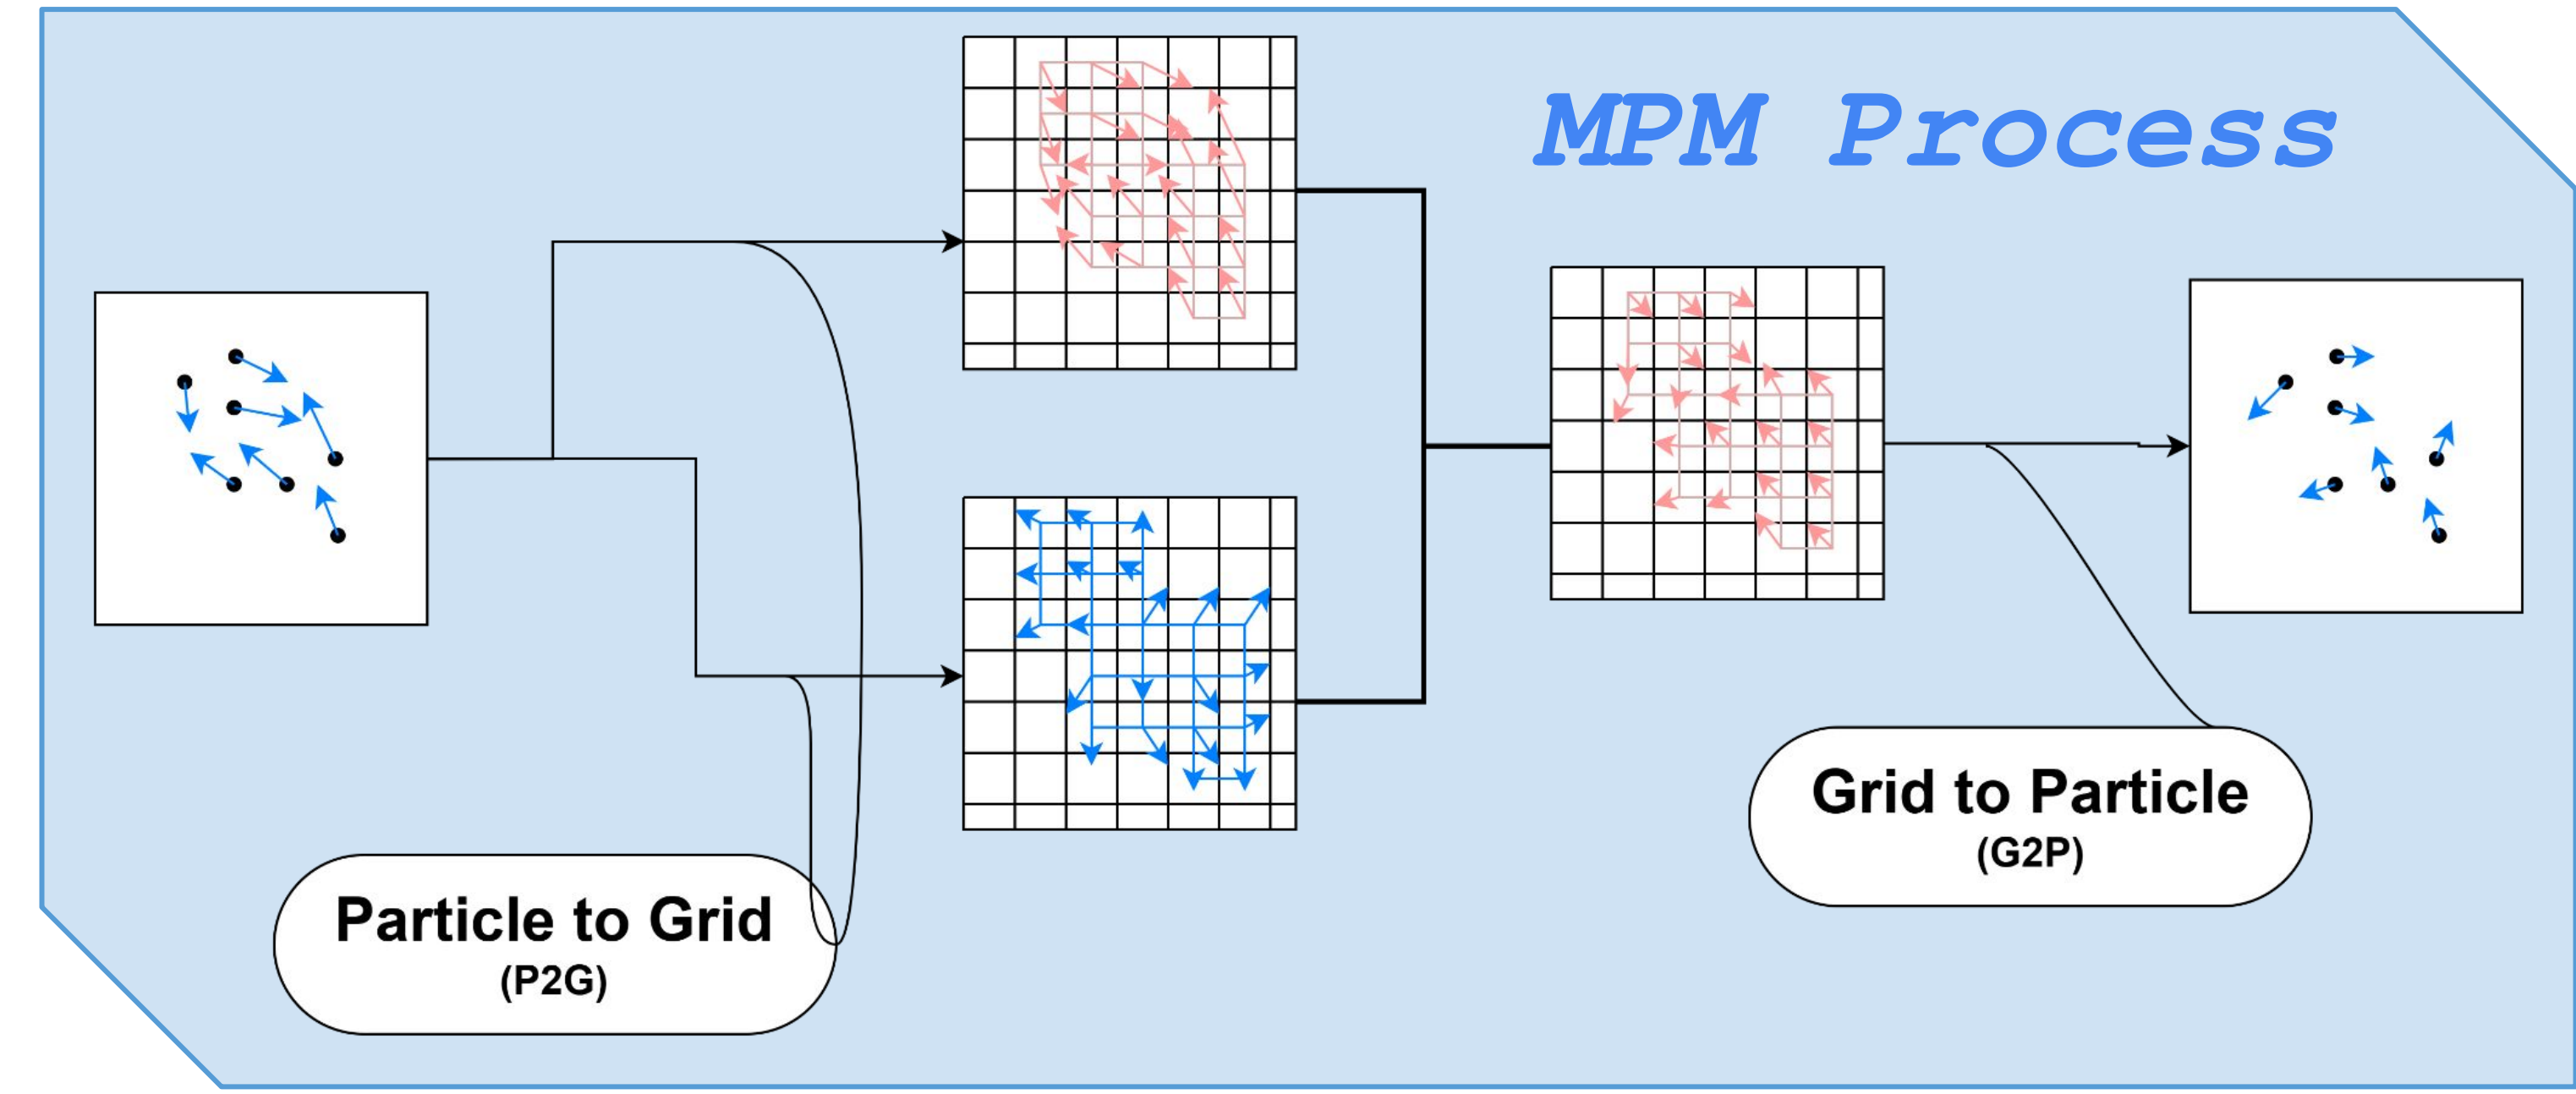 MPM Process
Particle to Grid
(P2G)
Grid to Particle
(G2P)